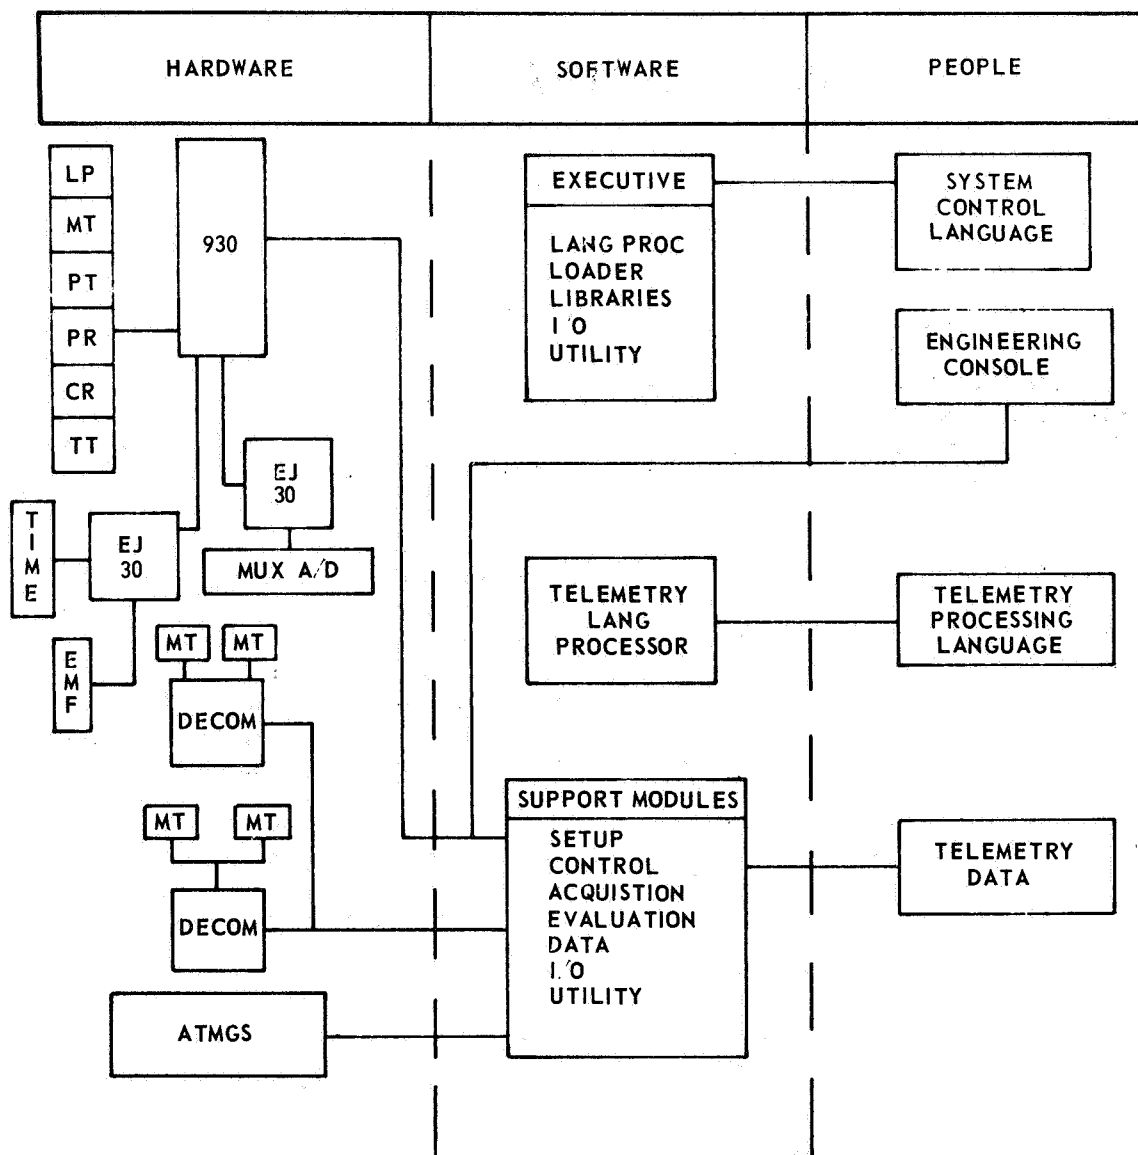 HARDWARE
SOFTWARE
PEOPLE
LP
MT
PT
PR
CR
TT
930
EJ
30
MUX A/D
TIME
EJ
30
EMF
MT
MT
DECOM
MT
MT
DECOM
ATMGS
EXECUTIVE
LANG PROC
LOADER
LIBRARIES
I/O
UTILITY
TELEMETRY
LANG
PROCESSOR
SUPPORT MODULES
SETUP
CONTROL
ACQUISTION
EVALUATION
DATA
I/O
UTILITY
SYSTEM
CONTROL
LANGUAGE
ENGINEERING
CONSOLE
TELEMETRY
PROCESSING
LANGUAGE
TELEMETRY
DATA